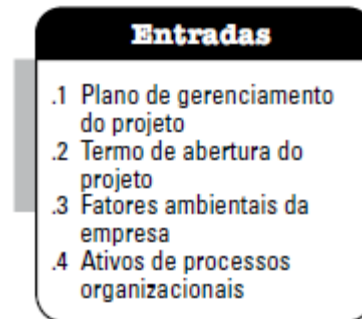 Entradas
.1 Plano de gerenciamento
do projeto
.2 Termo de abertura do
projeto
.3 Fatores ambientais da
empresa
.4 Ativos de processos
organizacionais